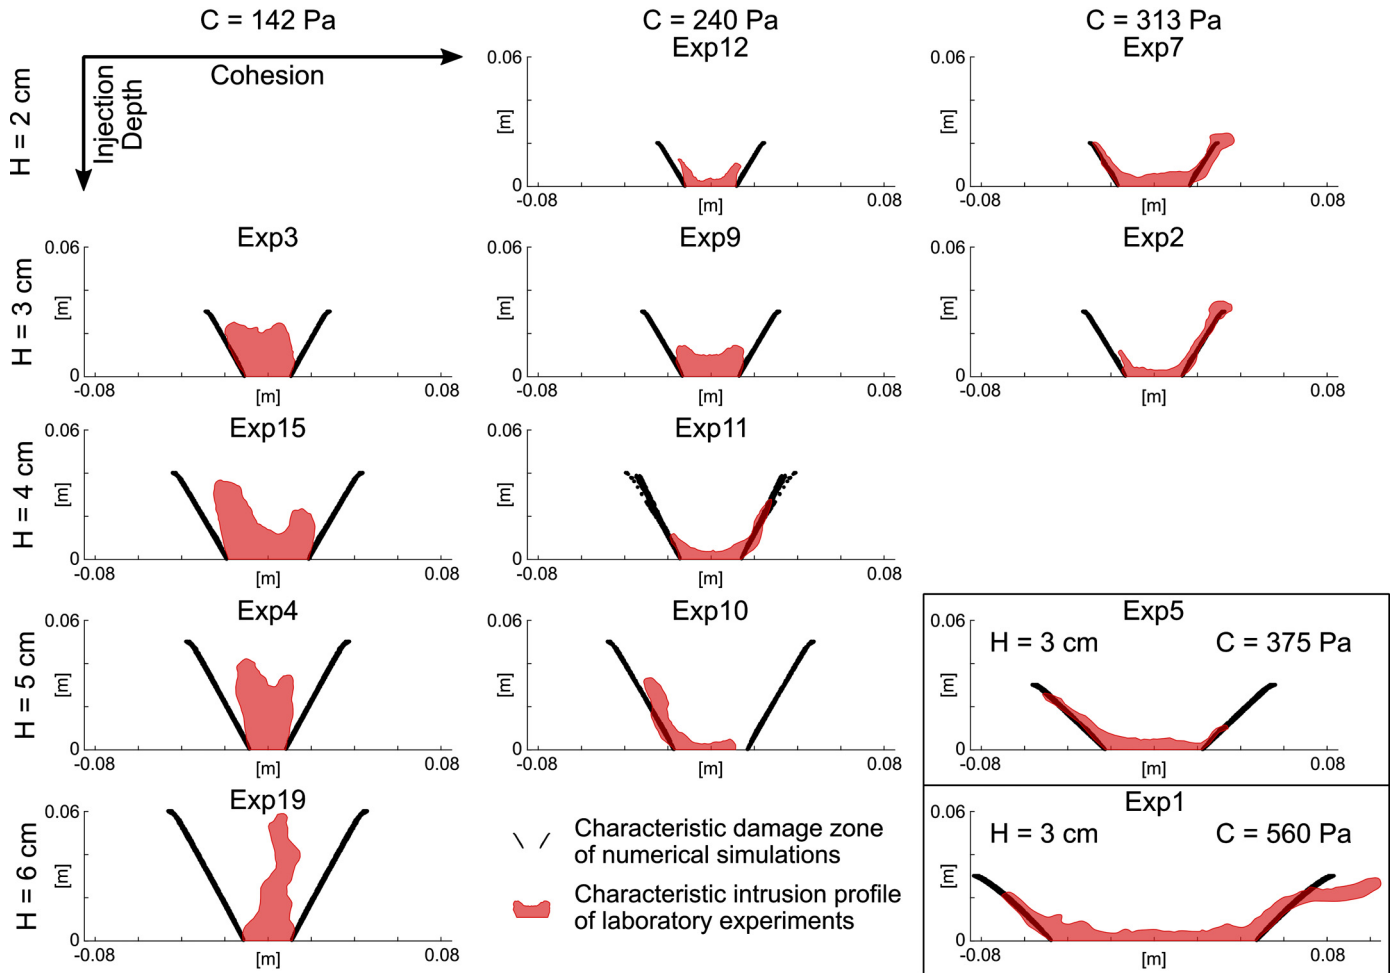 C = 142 Pa
C = 240 Pa
C = 313 Pa
Cohesion
Injection
Depth
H = 2 cm
Exp12
0.06
[m]
0
-0.08
[m]
0.08
Exp7
0.06
[m]
0
-0.08
[m]
0.08
H = 3 cm
Exp3
0.06
[m]
0
-0.08
[m]
0.08
Exp9
0.06
[m]
0
-0.08
[m]
0.08
Exp2
0.06
[m]
0
-0.08
[m]
0.08
H = 4 cm
Exp15
0.06
[m]
0
-0.08
[m]
0.08
Exp11
0.06
[m]
0
-0.08
[m]
0.08
H = 5 cm
Exp4
0.06
[m]
0
-0.08
[m]
0.08
Exp10
0.06
[m]
0
-0.08
[m]
0.08
Exp5
H = 3 cm
C = 375 Pa
0.06
[m]
0
-0.08
[m]
0.08
H = 6 cm
Exp19
0.06
[m]
0
-0.08
[m]
0.08
Characteristic damage zone
of numerical simulations
Characteristic intrusion profile
of laboratory experiments
Exp1
H = 3 cm
C = 560 Pa
0.06
[m]
0
-0.08
[m]
0.08